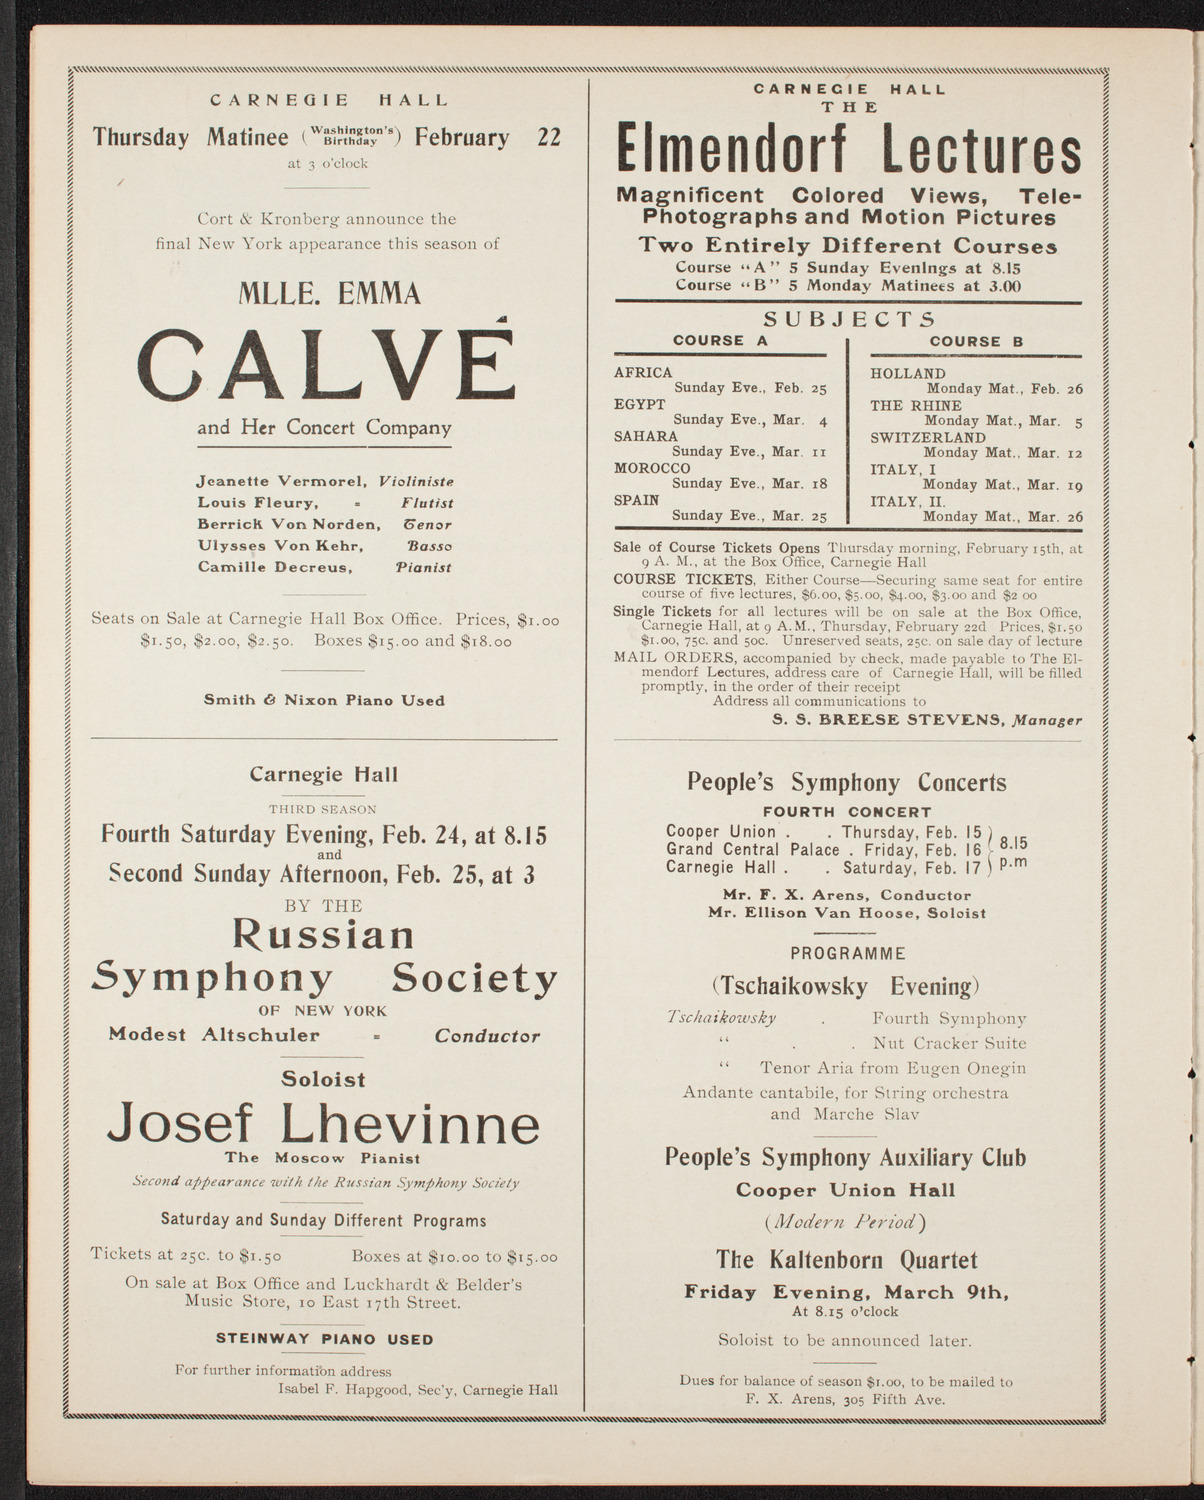 CARNEGIE HALL
Thursday Matinee (Washington's Birthday) February 22
at 3 o'clock
Cort & Kronberg announce the
final New York appearance this season of
MLLE. EMMA
CALVÉ
and Her Concert Company
Jeanette Vermorel, Violiniste
Louis Fleury, = Flutist
Berrick Von Norden, Tenor
Ulysses Von Kehr, Basso
Camille Decreus, Pianist
Seats on Sale at Carnegie Hall Box Office. Prices, $1.00
$1.50, $2.00, $2.50. Boxes $15.00 and $18.00
Smith & Nixon Piano Used
Carnegie Hall
THIRD SEASON
Fourth Saturday Evening, Feb. 24, at 8.15
and
Second Sunday Afternoon, Feb. 25, at 3
BY THE
Russian
Symphony Society
OF NEW YORK
Modest Altschuler = Conductor
Soloist
Josef Lhevinne
The Moscow Pianist
Second appearance with the Russian Symphony Society
Saturday and Sunday Different Programs
Tickets at 25c. to $1.50 Boxes at $10.00 to $15.00
On sale at Box Office and Luckhardt & Belder's
Music Store, 10 East 17th Street.
STEINWAY PIANO USED
For further information address
Isabel F. Hapgood, Sec'y, Carnegie Hall
CARNEGIE HALL
THE
Elmendorf Lectures
Magnificent Colored Views, Tele-
Photographs and Motion Pictures
Two Entirely Different Courses
Course "A" 5 Sunday Evenings at 8.15
Course "B" 5 Monday Matinees at 3.00
SUBJECTS
COURSE A
AFRICA
Sunday Eve., Feb. 25
EGYPT
Sunday Eve., Mar. 4
SAHARA
Sunday Eve., Mar. 11
MOROCCO
Sunday Eve., Mar. 18
SPAIN
Sunday Eve., Mar. 25
COURSE B
HOLLAND
Monday Mat., Feb. 26
THE RHINE
Monday Mat., Mar. 5
SWITZERLAND
Monday Mat., Mar. 12
ITALY, I
Monday Mat., Mar. 19
ITALY, II.
Monday Mat., Mar. 26
Sale of Course Tickets Opens Thursday morning, February 15th, at
9 A. M., at the Box Office, Carnegie Hall
COURSE TICKETS, Either Course—Securing same seat for entire
course of five lectures, $6.00, $5.00, $4.00, $3.00 and $2 00
Single Tickets for all lectures will be on sale at the Box Office,
Carnegie Hall, at 9 A.M., Thursday, February 22d Prices, $1.50
$1.00, 75c. and 50c. Unreserved seats, 25c. on sale day of lecture
MAIL ORDERS, accompanied by check, made payable to The El-
mendorf Lectures, address care of Carnegie Hall, will be filled
promptly, in the order of their receipt
Address all communications to
S. S. BREESE STEVENS, Manager
People's Symphony Concerts
FOURTH CONCERT
Cooper Union . . Thursday, Feb. 15
Grand Central Palace . Friday, Feb. 16 } 8.15 p.m
Carnegie Hall . . Saturday, Feb. 17
Mr. F. X. Arens, Conductor
Mr. Ellison Van Hoose, Soloist
PROGRAMME
(Tschaikowsky Evening)
Tschaikowsky . Fourth Symphony
" . . Nut Cracker Suite
" Tenor Aria from Eugen Onegin
Andante cantabile, for String orchestra
and Marche Slav
People's Symphony Auxiliary Club
Cooper Union Hall
(Modern Period)
The Kaltenborn Quartet
Friday Evening, March 9th,
At 8.15 o'clock
Soloist to be announced later.
Dues for balance of season $1.00, to be mailed to
F. X. Arens, 305 Fifth Ave.